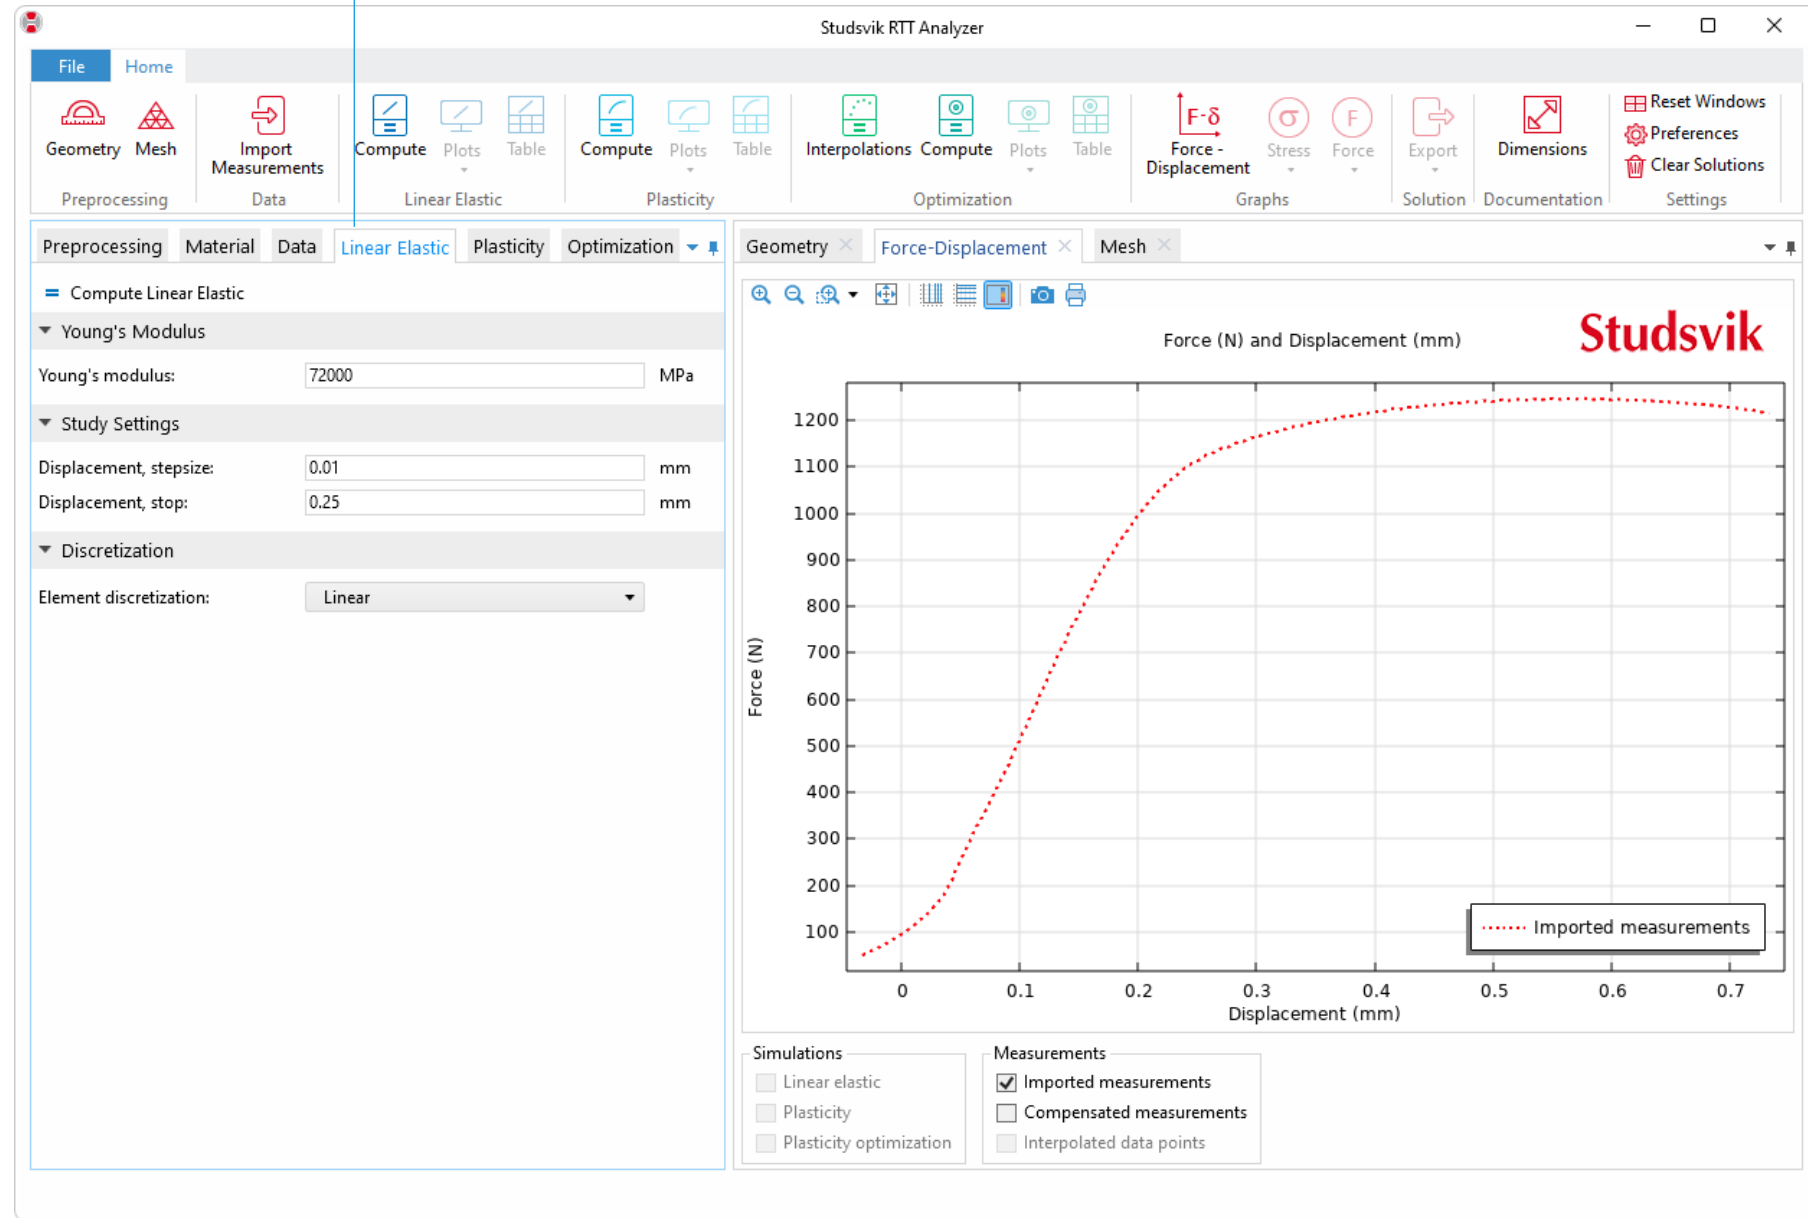 Studsvik RTT Analyzer
File Home
Geometry Mesh Import Measurements Compute Plots Table Compute Plots Table Interpolations Compute Plots Table F-δ Force - Displacement σ Stress F Force Export Dimensions
Reset Windows
Preferences
Clear Solutions
Preprocessing Data Linear Elastic Plasticity Optimization Graphs Solution Documentation Settings
Preprocessing Material Data Linear Elastic Plasticity Optimization
Compute Linear Elastic
Young's Modulus
Young's modulus: 72000 MPa
Study Settings
Displacement, stepsize: 0.01 mm
Displacement, stop: 0.25 mm
Discretization
Element discretization: Linear
Geometry Force-Displacement Mesh
Force (N) and Displacement (mm)
Studsvik
1200
1100
1000
900
800
700
600
500
400
300
200
100
Force (N)
Imported measurements
0 0.1 0.2 0.3 0.4 0.5 0.6 0.7
Displacement (mm)
Simulations
Linear elastic
Plasticity
Plasticity optimization
Measurements
Imported measurements
Compensated measurements
Interpolated data points